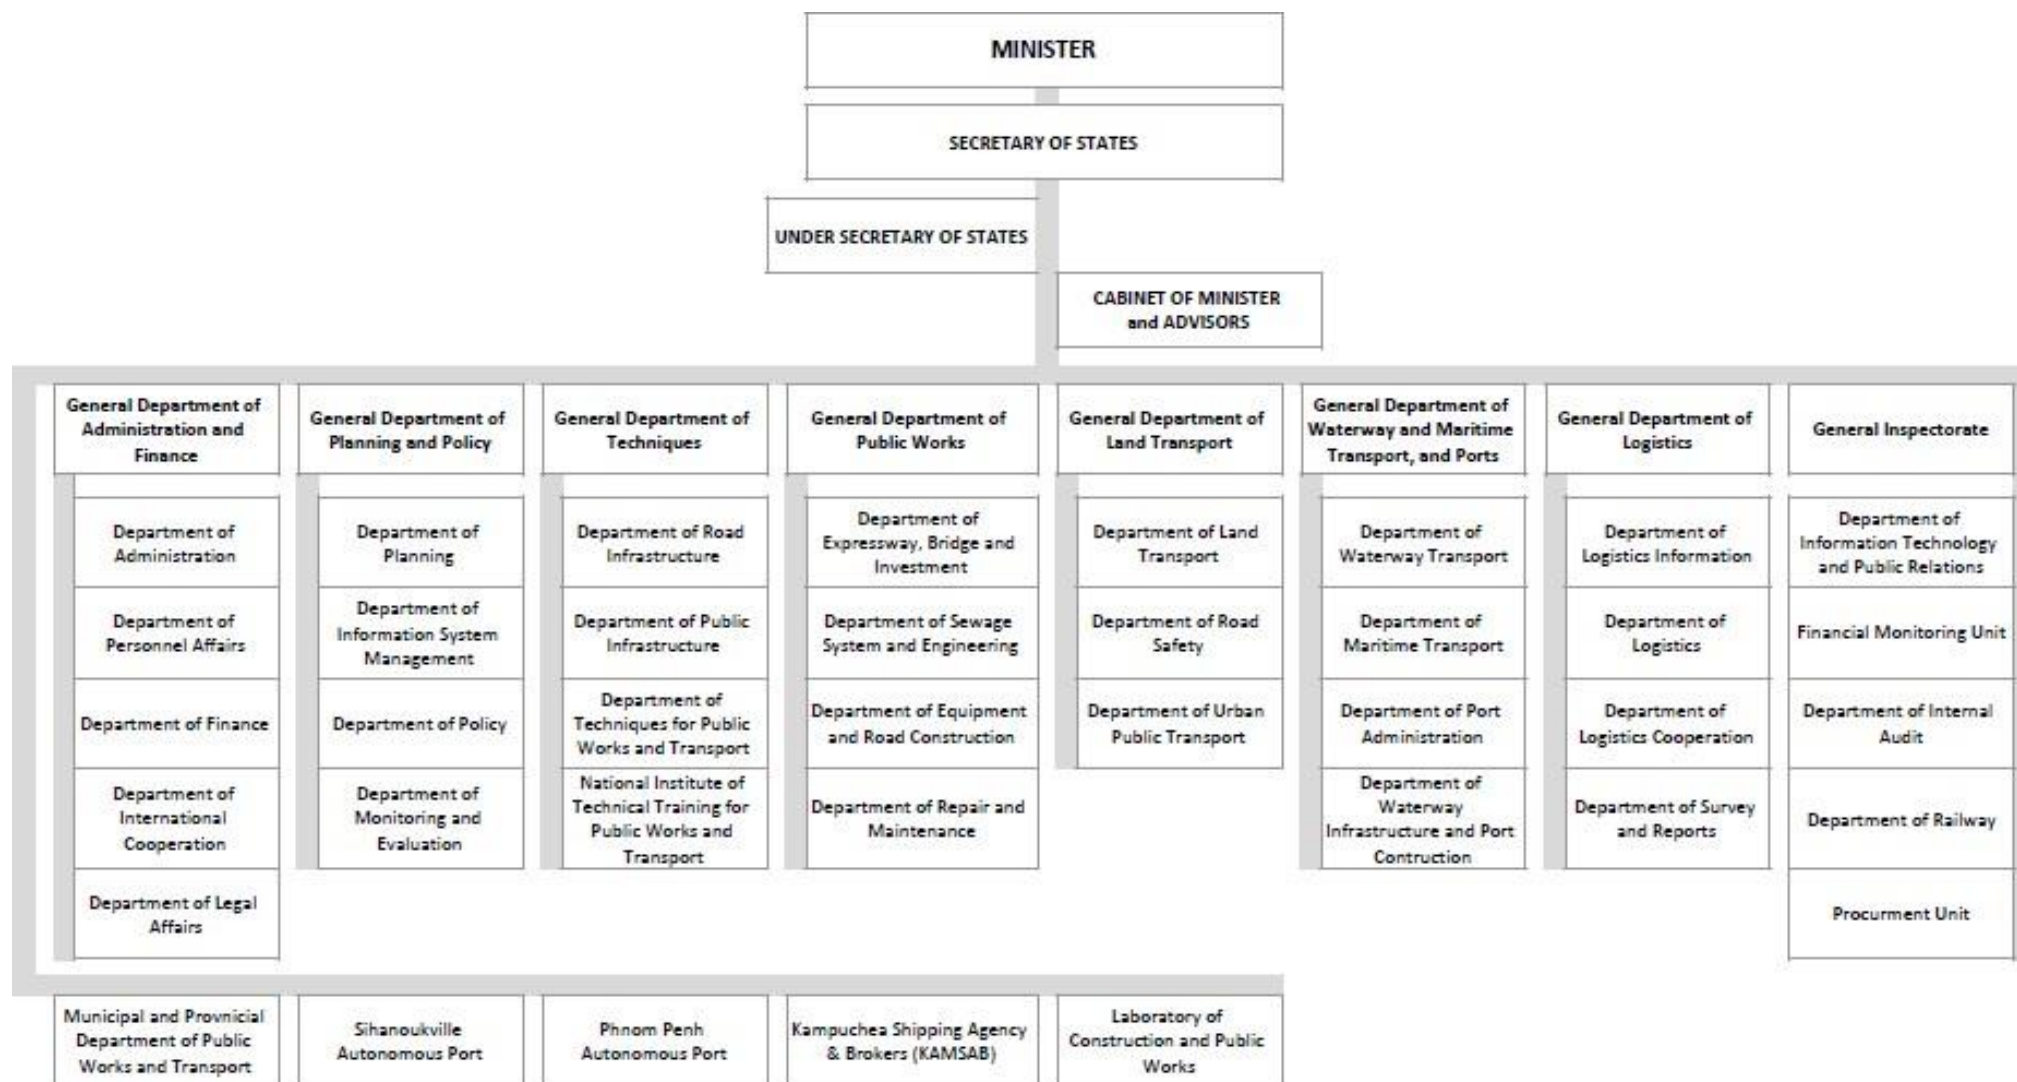 MINISTER
SECRETARY OF STATES
UNDER SECRETARY OF STATES
CABINET OF MINISTER
and ADVISORS
General Department of
Administration and
Finance
General Department of
Planning and Policy
General Department of
Techniques
General Department of
Public Works
General Department of
Land Transport
General Department of
Waterway and Maritime
Transport, and Ports
General Department of
Logistics
General Inspectorate
Department of
Administration
Department of
Planning
Department of Road
Infrastructure
Department of
Expressway, Bridge and
Investment
Department of Land
Transport
Department of
Waterway Transport
Department of
Logistics Information
Department of
Information Technology
and Public Relations
Department of
Personnel Affairs
Department of
Information System
Management
Department of Public
Infrastructure
Department of Sewage
System and Engineering
Department of Road
Safety
Department of
Maritime Transport
Department of
Logistics
Financial Monitoring Unit
Department of Finance
Department of Policy
Department of
Techniques for Public
Works and Transport
Department of Equipment
and Road Construction
Department of Urban
Public Transport
Department of Port
Administration
Department of
Logistics Cooperation
Department of Internal
Audit
Department of
International
Cooperation
Department of
Monitoring and
Evaluation
National Institute of
Technical Training for
Public Works and
Transport
Department of Repair and
Maintenance
Department of
Waterway
Infrastructure and Port
Contruction
Department of Survey
and Reports
Department of Railway
Department of Legal
Affairs
Procurment Unit
Municipal and Provnicial
Department of Public
Works and Transport
Sihanoukville
Autonomous Port
Phnom Penh
Autonomous Port
Kampuchea Shipping Agency
& Brokers (KAMSAB)
Laboratory of
Construction and Public
Works